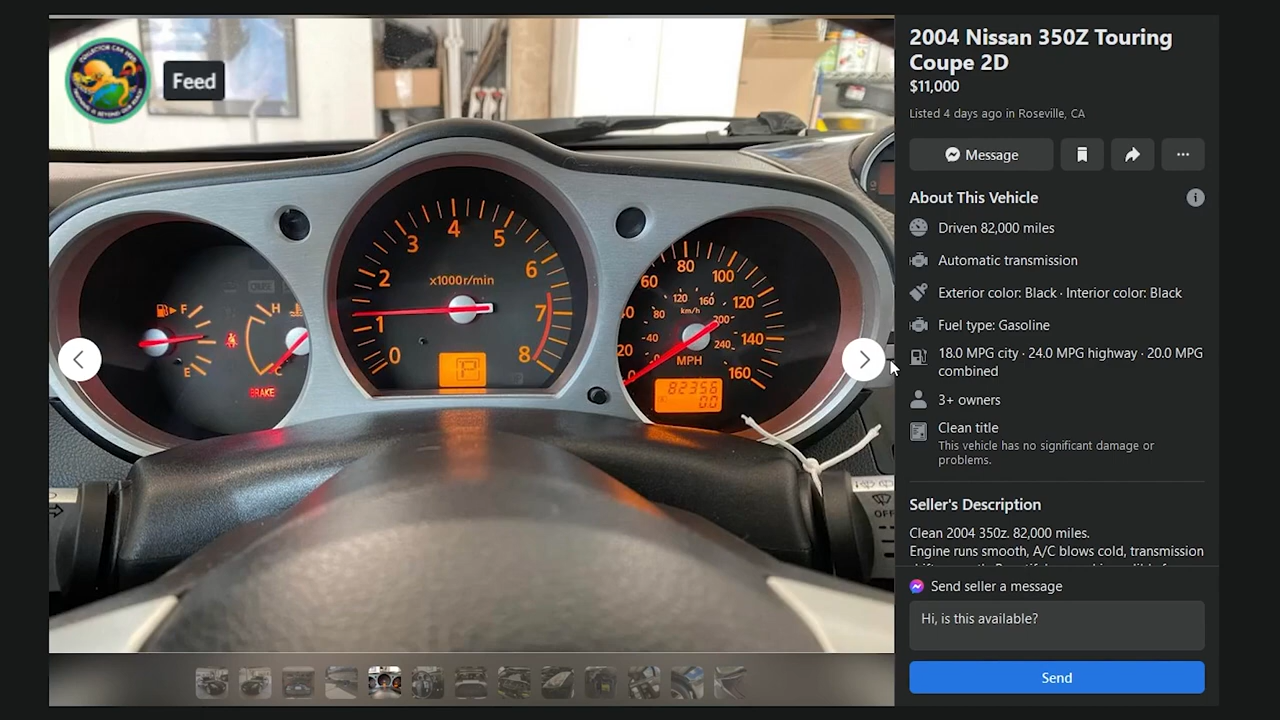 Feed
2004 Nissan 350Z Touring
Coupe 2D
$11,000
Listed 4 days ago in Roseville, CA
Message
About This Vehicle
Driven 82,000 miles
Automatic transmission
Exterior color: Black · Interior color: Black
Fuel type: Gasoline
18.0 MPG city · 24.0 MPG highway · 20.0 MPG
combined
3+ owners
Clean title
This vehicle has no significant damage or
problems.
Seller's Description
Clean 2004 350z. 82,000 miles.
Engine runs smooth, A/C blows cold, transmission
Send seller a message
Hi, is this available?
Send
F
E
H
C
BRAKE
0
1
2
3
4
5
6
7
8
x1000r/min
P
0
20
60
80
100
120
140
160
40
80
120
160
200
240
km/h
MPH
82356
00
OFF